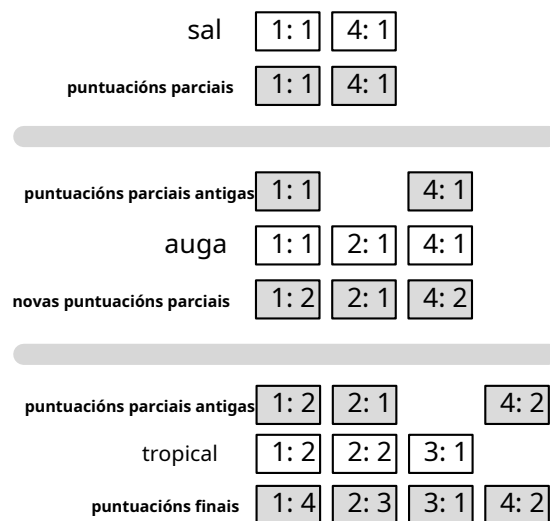 sal 1: 1 4: 1
puntuacións parciais 1: 1 4: 1
puntuacións parciais antigas 1: 1 4: 1
auga 1: 1 2: 1 4: 1
novas puntuacións parciais 1: 2 2: 1 4: 2
puntuacións parciais antigas 1: 2 2: 1 4: 2
tropical 1: 2 2: 2 3: 1
puntuacións finais 1: 4 2: 3 3: 1 4: 2